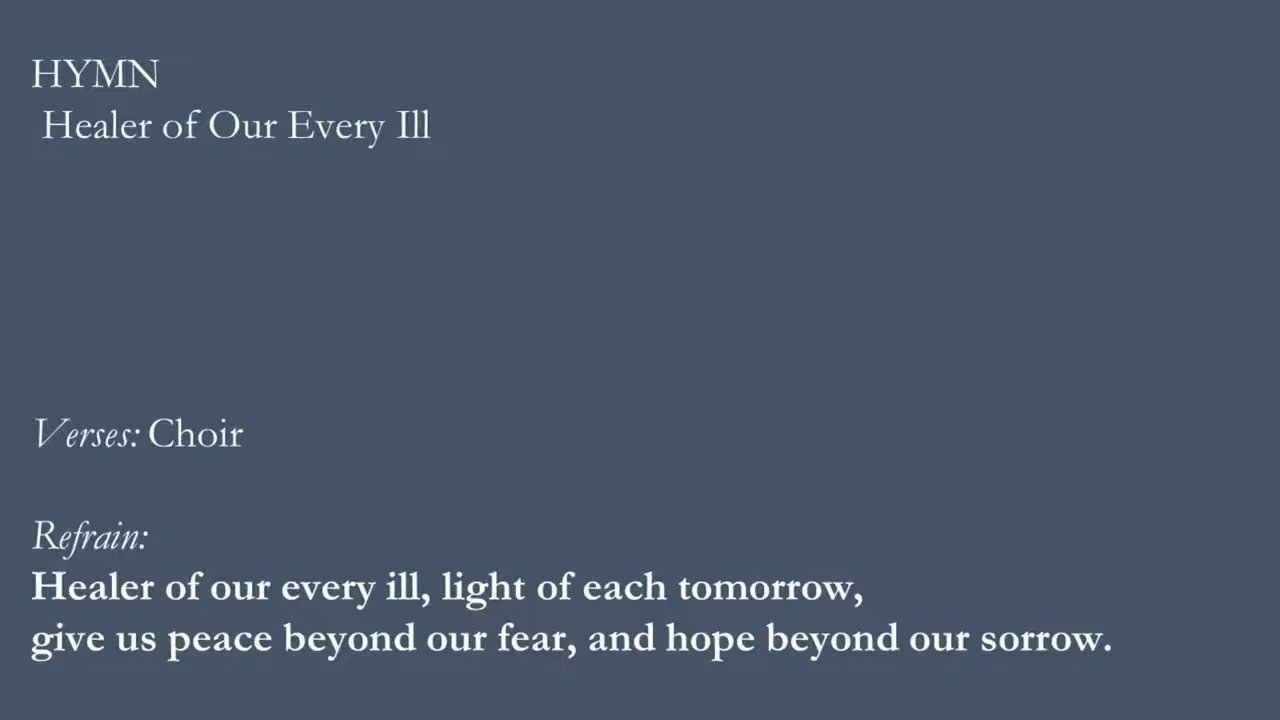 HYMN
Healer of Our Every Ill
Verses: Choir
Refrain:
Healer of our every ill, light of each tomorrow,
give us peace beyond our fear, and hope beyond our sorrow.